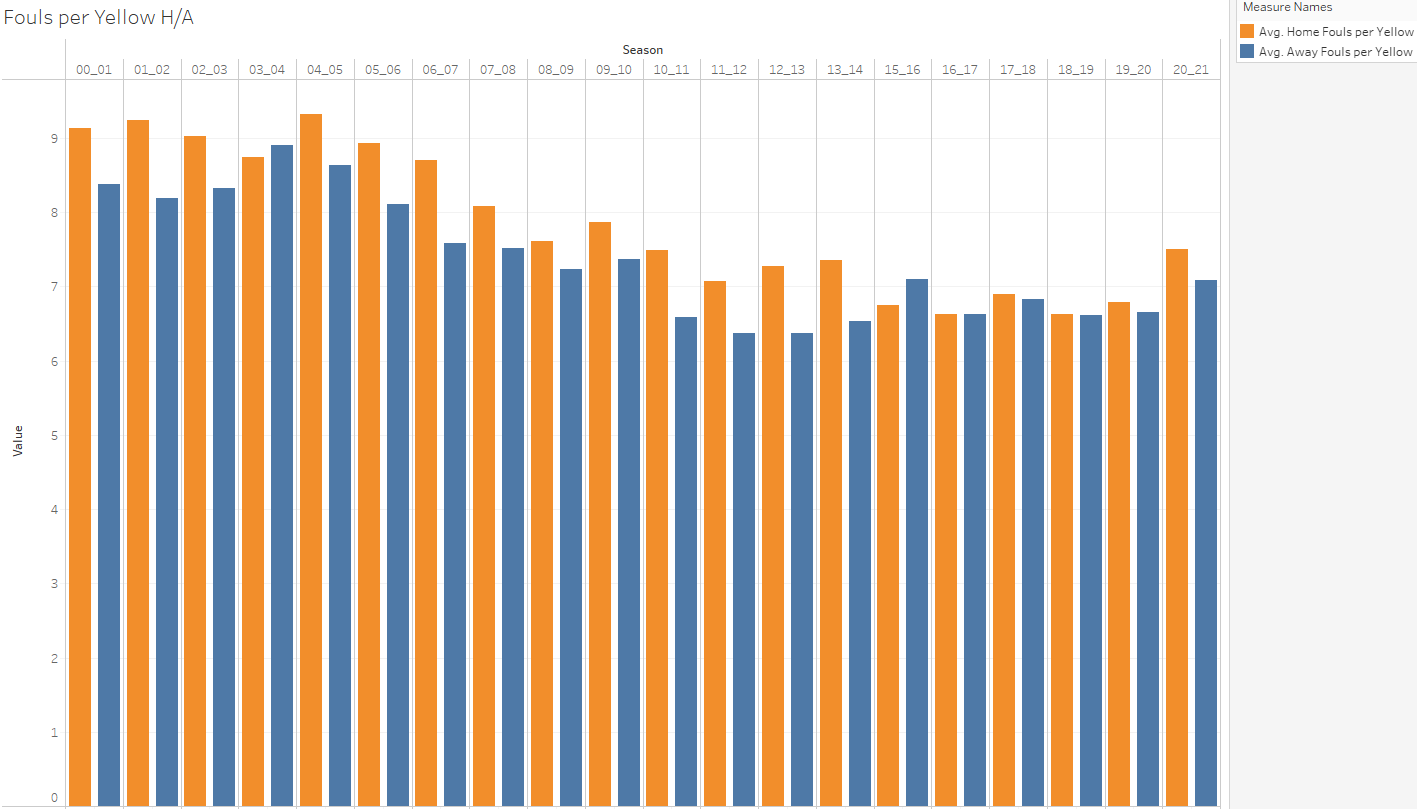 Fouls per Yellow H/A
Season
00_01 01_02 02_03 03_04 04_05 05_06 06_07 07_08 08_09 09_10 10_11 11_12 12_13 13_14 15_16 16_17 17_18 18_19 19_20 20_21
9
8
7
6
5
4
3
2
1
0
Value
Measure Names
Avg. Home Fouls per Yellow
Avg. Away Fouls per Yellow